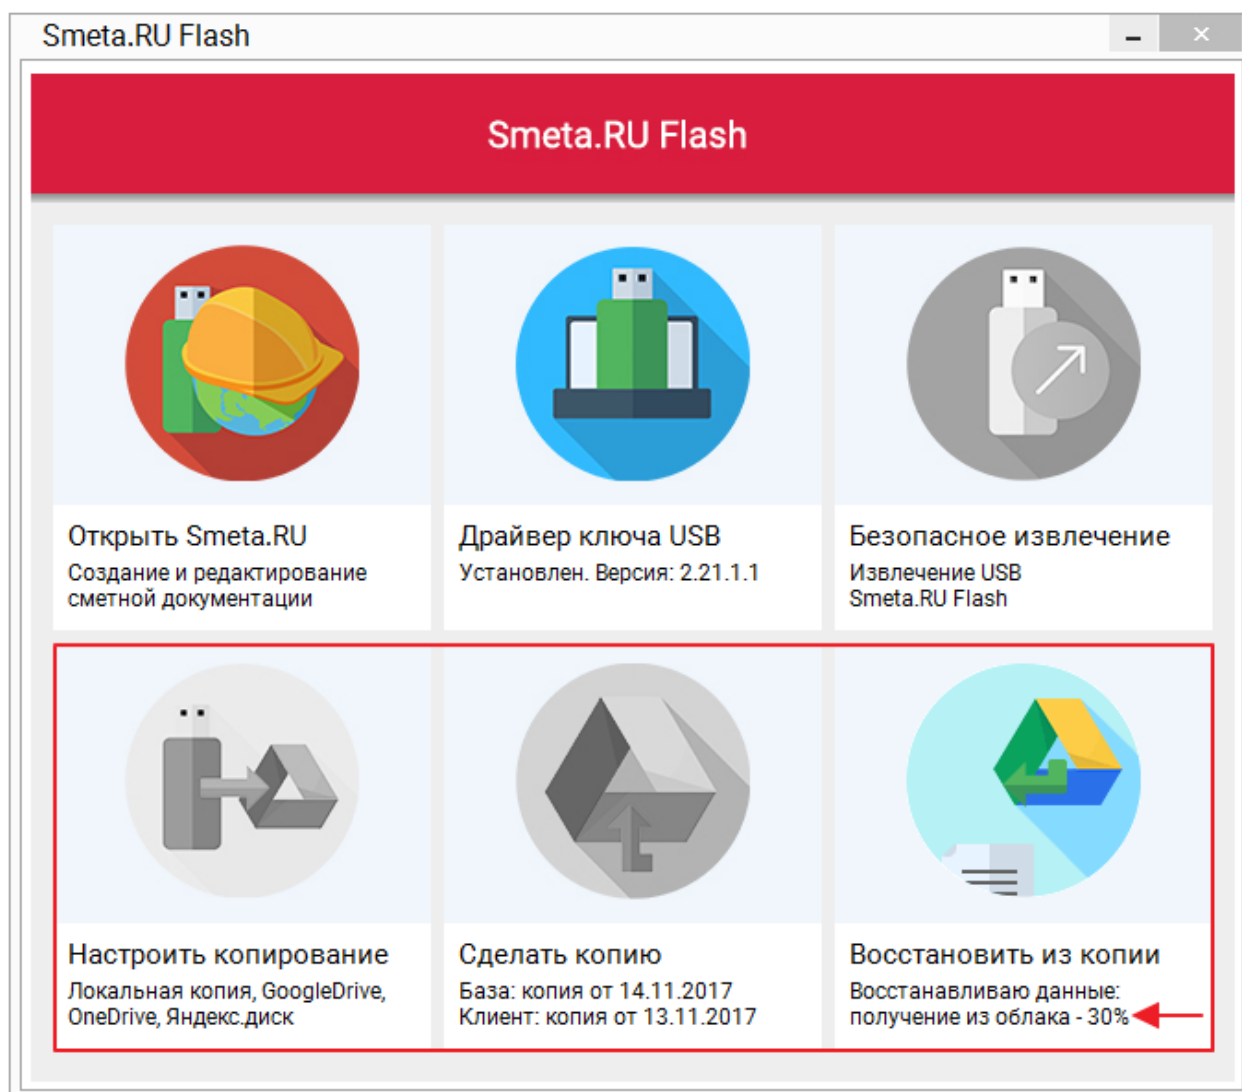 Smeta.RU Flash
Smeta.RU Flash
Открыть Smeta.RU
Создание и редактирование
сметной документации
Драйвер ключа USB
Установлен. Версия: 2.21.1.1
Безопасное извлечение
Извлечение USB
Smeta.RU Flash
Настроить копирование
Локальная копия, GoogleDrive,
OneDrive, Яндекс.диск
Сделать копию
База: копия от 14.11.2017
Клиент: копия от 13.11.2017
Восстановить из копии
Восстанавливаю данные:
получение из облака - 30%